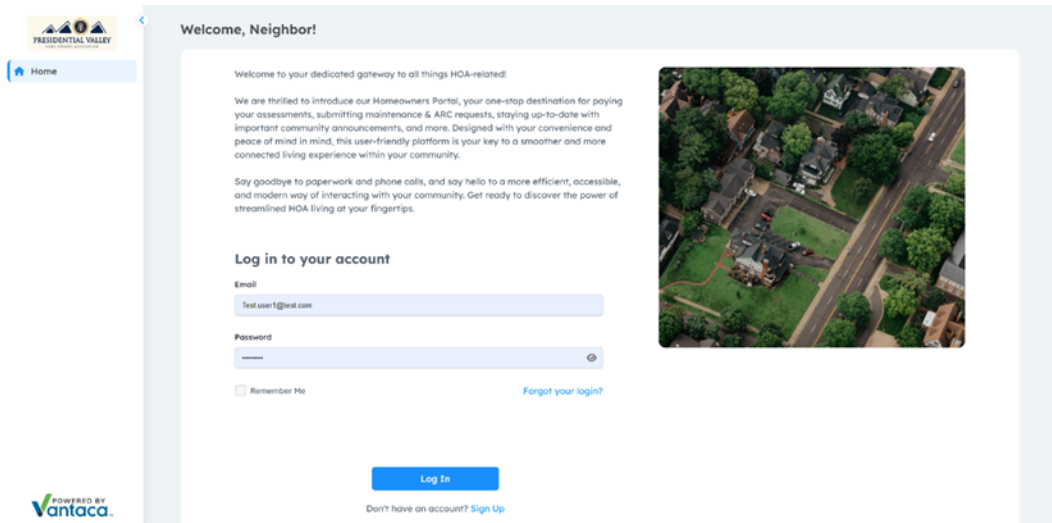 PRESIDENTIAL VALLEY
Welcome, Neighbor!
Home
Welcome to your dedicated gateway to all things HOA-related!
We are thrilled to introduce our Homeowners Portal, your one-stop destination for paying
your assessments, submitting maintenance & ARC requests, staying up-to-date with
important community announcements, and more. Designed with your convenience and
peace of mind in mind, this user-friendly platform is your key to a smoother and more
connected living experience within your community.
Say goodbye to paperwork and phone calls, and say hello to a more efficient, accessible,
and modern way of interacting with your community. Get ready to discover the power of
streamlined HOA living at your fingertips.
Log in to your account
Email
Test.user1@test.com
Password
Remember Me
Forgot your login?
Log In
Don't have an account? Sign Up
POWERED BY
Vantaca